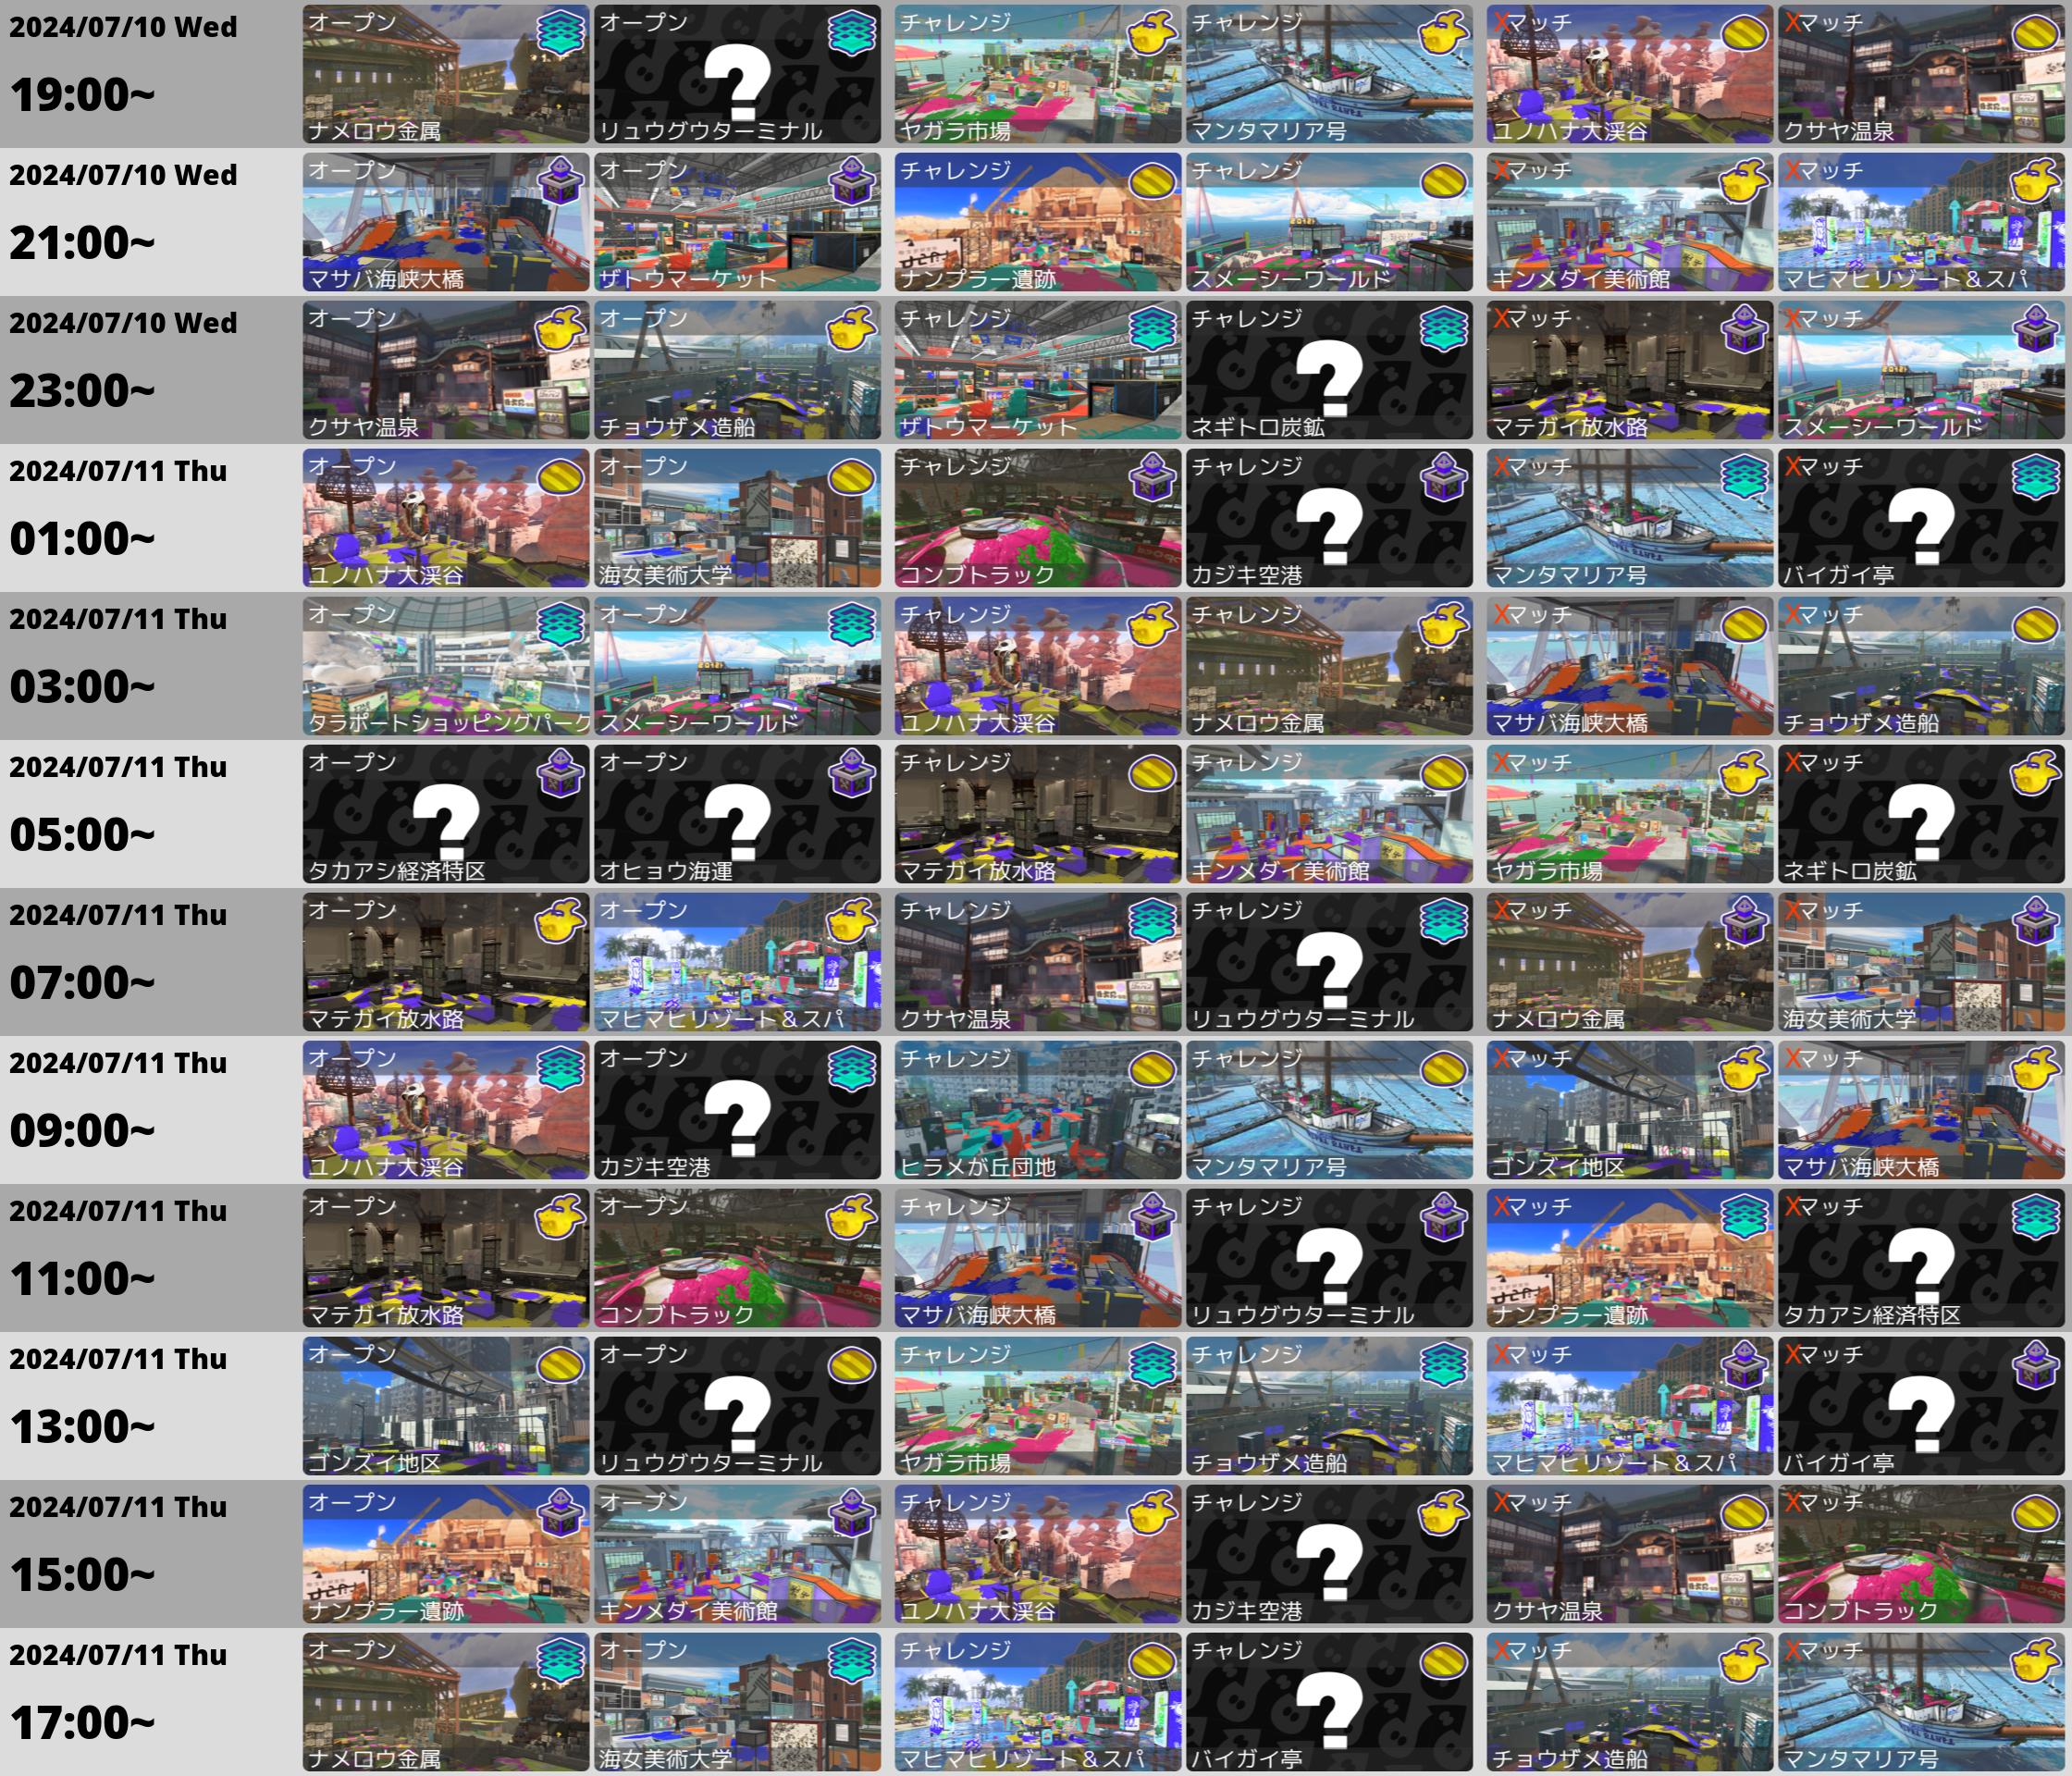 2024/07/10 Wed
19:00~
オープン
ナメロウ金属
オープン
リュウグウターミナル
チャレンジ
ヤガラ市場
チャレンジ
マンタマリア号
Xマッチ
ユノハナ大渓谷
Xマッチ
クサヤ温泉
2024/07/10 Wed
21:00~
オープン
マサバ海峡大橋
オープン
ザトウマーケット
チャレンジ
ナンプラー遺跡
チャレンジ
スメーシーワールド
Xマッチ
キンメダイ美術館
Xマッチ
マヒマヒリゾート＆スパ
2024/07/10 Wed
23:00~
オープン
クサヤ温泉
オープン
チョウザメ造船
チャレンジ
ザトウマーケット
チャレンジ
ネギトロ炭鉱
Xマッチ
マテガイ放水路
Xマッチ
スメーシーワールド
2024/07/11 Thu
01:00~
オープン
ユノハナ大渓谷
オープン
海女美術大学
チャレンジ
コンブトラック
チャレンジ
カジキ空港
Xマッチ
マンタマリア号
Xマッチ
バイガイ亭
2024/07/11 Thu
03:00~
オープン
タラポートショッピングパーク
オープン
スメーシーワールド
チャレンジ
ユノハナ大渓谷
チャレンジ
ナメロウ金属
Xマッチ
マサバ海峡大橋
Xマッチ
チョウザメ造船
2024/07/11 Thu
05:00~
オープン
タカアシ経済特区
オープン
オヒョウ海運
チャレンジ
マテガイ放水路
チャレンジ
キンメダイ美術館
Xマッチ
ヤガラ市場
Xマッチ
ネギトロ炭鉱
2024/07/11 Thu
07:00~
オープン
マテガイ放水路
オープン
マヒマヒリゾート＆スパ
チャレンジ
クサヤ温泉
チャレンジ
リュウグウターミナル
Xマッチ
ナメロウ金属
Xマッチ
海女美術大学
2024/07/11 Thu
09:00~
オープン
ユノハナ大渓谷
オープン
カジキ空港
チャレンジ
ヒラメが丘団地
チャレンジ
マンタマリア号
Xマッチ
ゴンズイ地区
Xマッチ
マサバ海峡大橋
2024/07/11 Thu
11:00~
オープン
マテガイ放水路
オープン
コンブトラック
チャレンジ
マサバ海峡大橋
チャレンジ
リュウグウターミナル
Xマッチ
ナンプラー遺跡
Xマッチ
タカアシ経済特区
2024/07/11 Thu
13:00~
オープン
ゴンズイ地区
オープン
リュウグウターミナル
チャレンジ
ヤガラ市場
チャレンジ
チョウザメ造船
Xマッチ
マヒマヒリゾート＆スパ
Xマッチ
バイガイ亭
2024/07/11 Thu
15:00~
オープン
ナンプラー遺跡
オープン
キンメダイ美術館
チャレンジ
ユノハナ大渓谷
チャレンジ
カジキ空港
Xマッチ
クサヤ温泉
Xマッチ
コンブトラック
2024/07/11 Thu
17:00~
オープン
ナメロウ金属
オープン
海女美術大学
チャレンジ
マヒマヒリゾート＆スパ
チャレンジ
バイガイ亭
Xマッチ
チョウザメ造船
Xマッチ
マンタマリア号